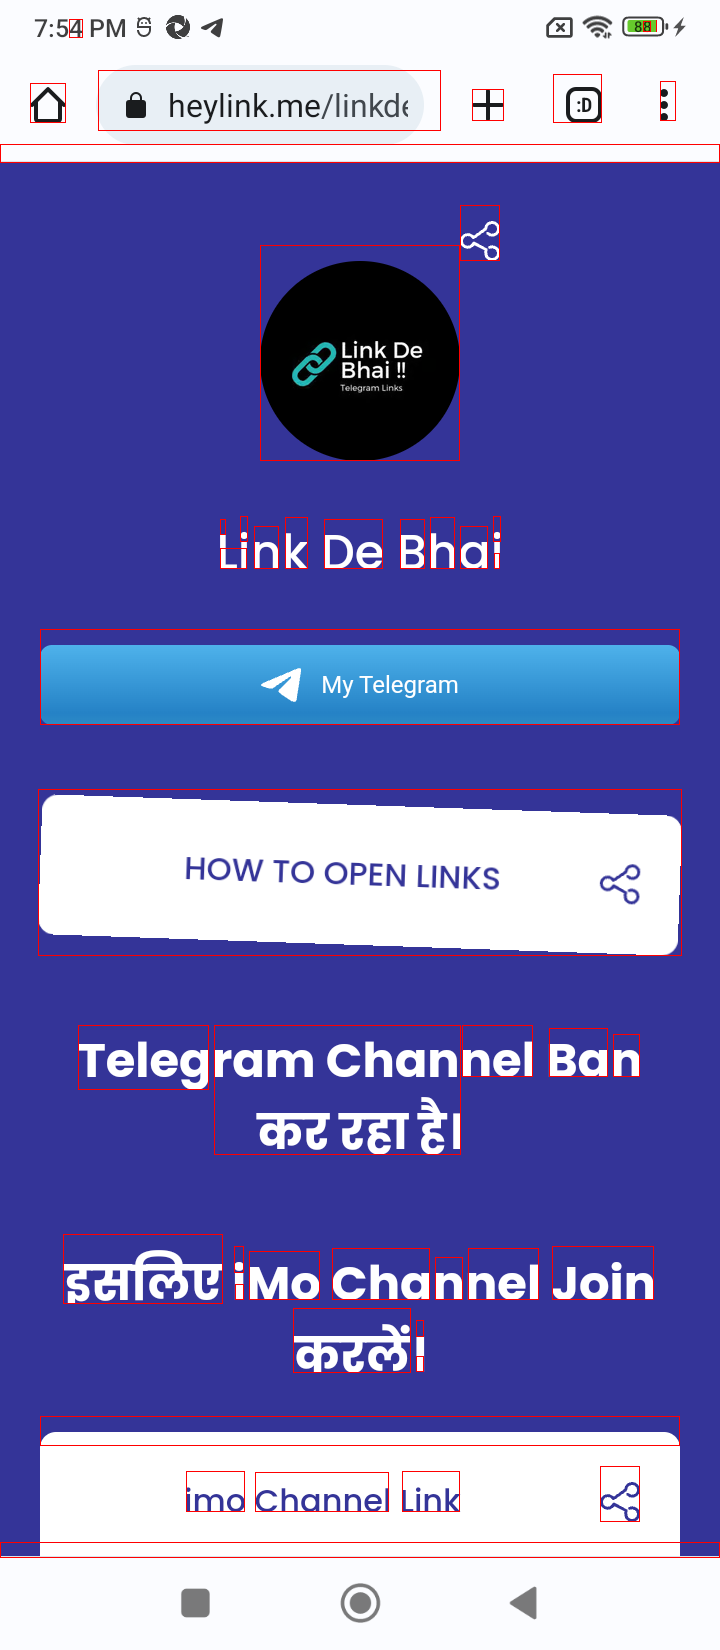 7:54 PM
88
heylink.me/linkde
:D
Link De
Bhai !!
Telegram Links
Link De Bhai
My Telegram
HOW TO OPEN LINKS
Telegram Channel Ban
कर रहा है।
इसलिए iMo Channel Join
करलें!
imo Channel Link